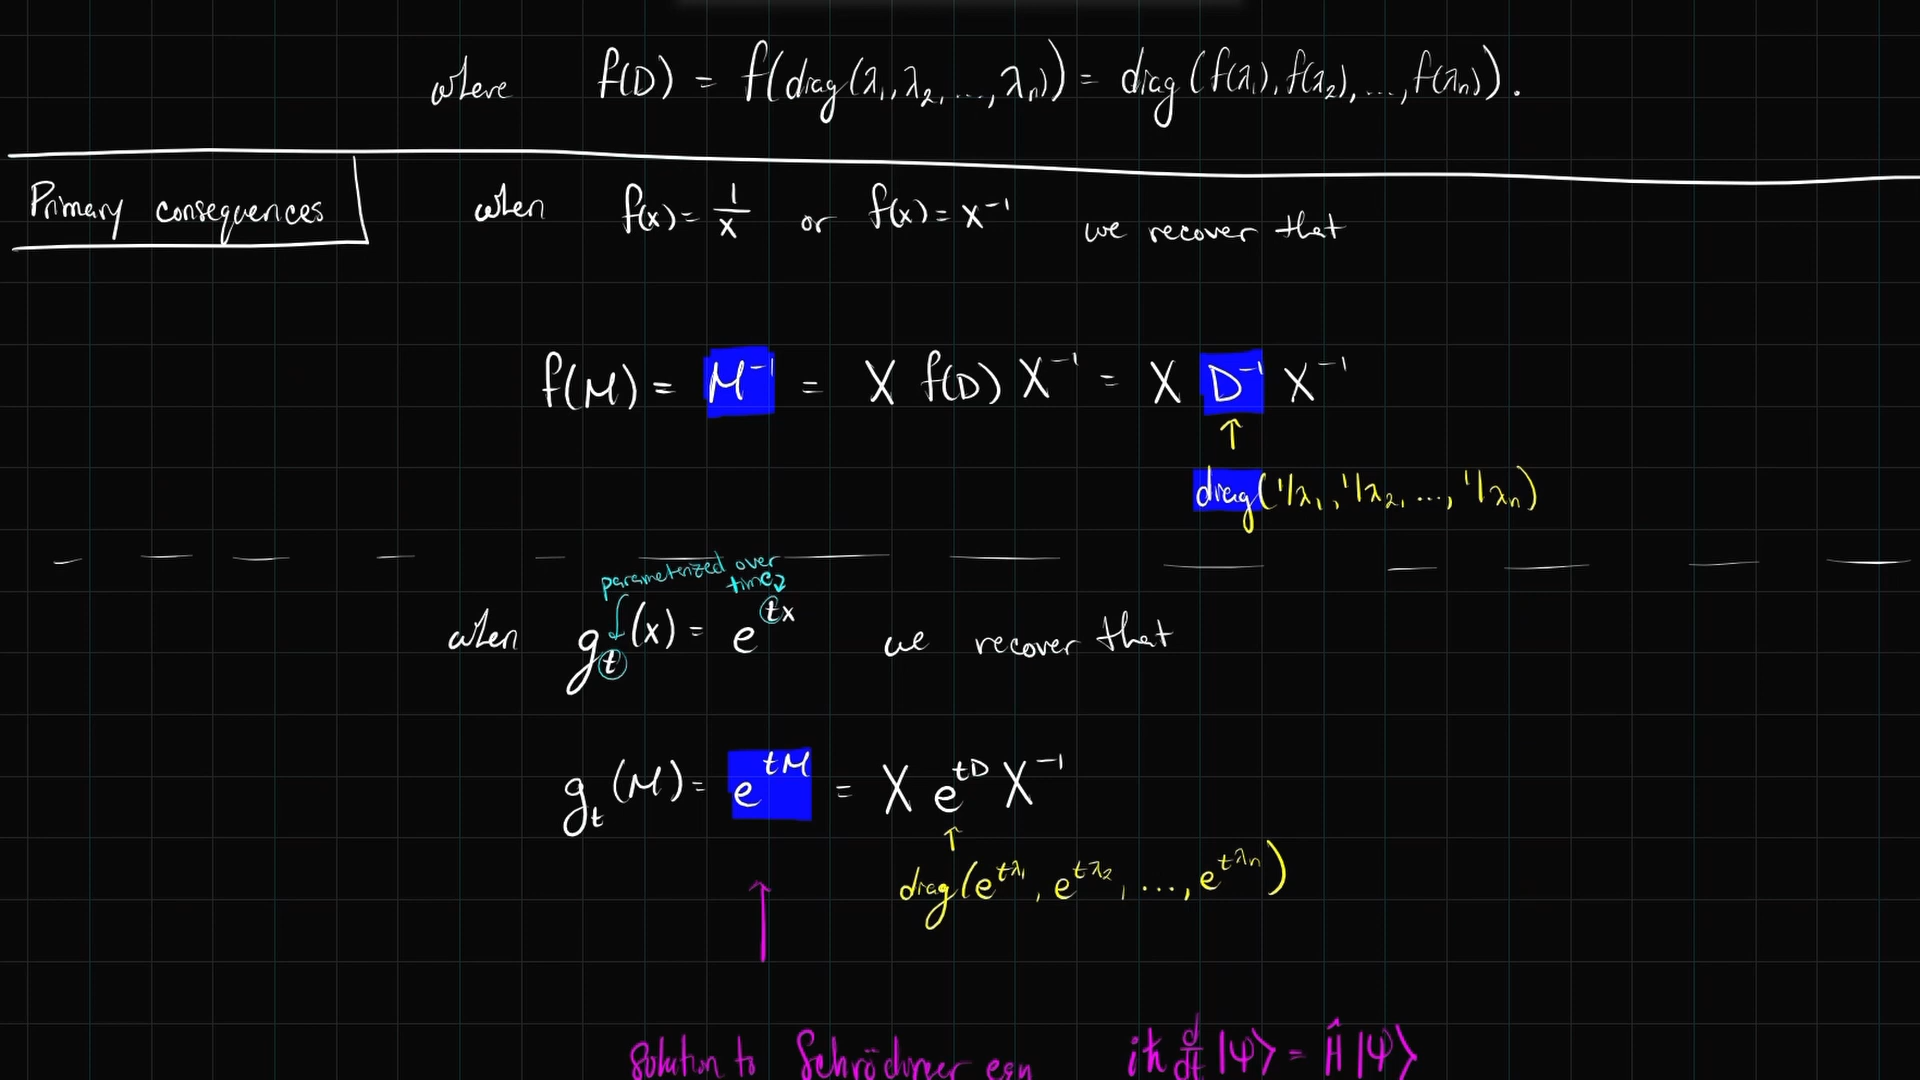 where f(D) = f(diag(λ₁, λ₂, ..., λₙ)) = diag(f(λ₁), f(λ₂), ..., f(λₙ)).
Primary consequences
when f(x) = 1/x or f(x) = x⁻¹ we recover that
f(M) = M⁻¹ = X f(D) X⁻¹ = X D⁻¹ X⁻¹
↑
diag(1/λ₁, 1/λ₂, ..., 1/λₙ)
parameterized over
time
when g_t(x) = e^{tx} we recover that
g_t(M) = e^{tM} = X e^{tD} X⁻¹
↑
diag(e^{tλ₁}, e^{tλ₂}, ..., e^{tλₙ})
solution to Schrödinger eqn iℏ d/dt |ψ⟩ = Ĥ |ψ⟩